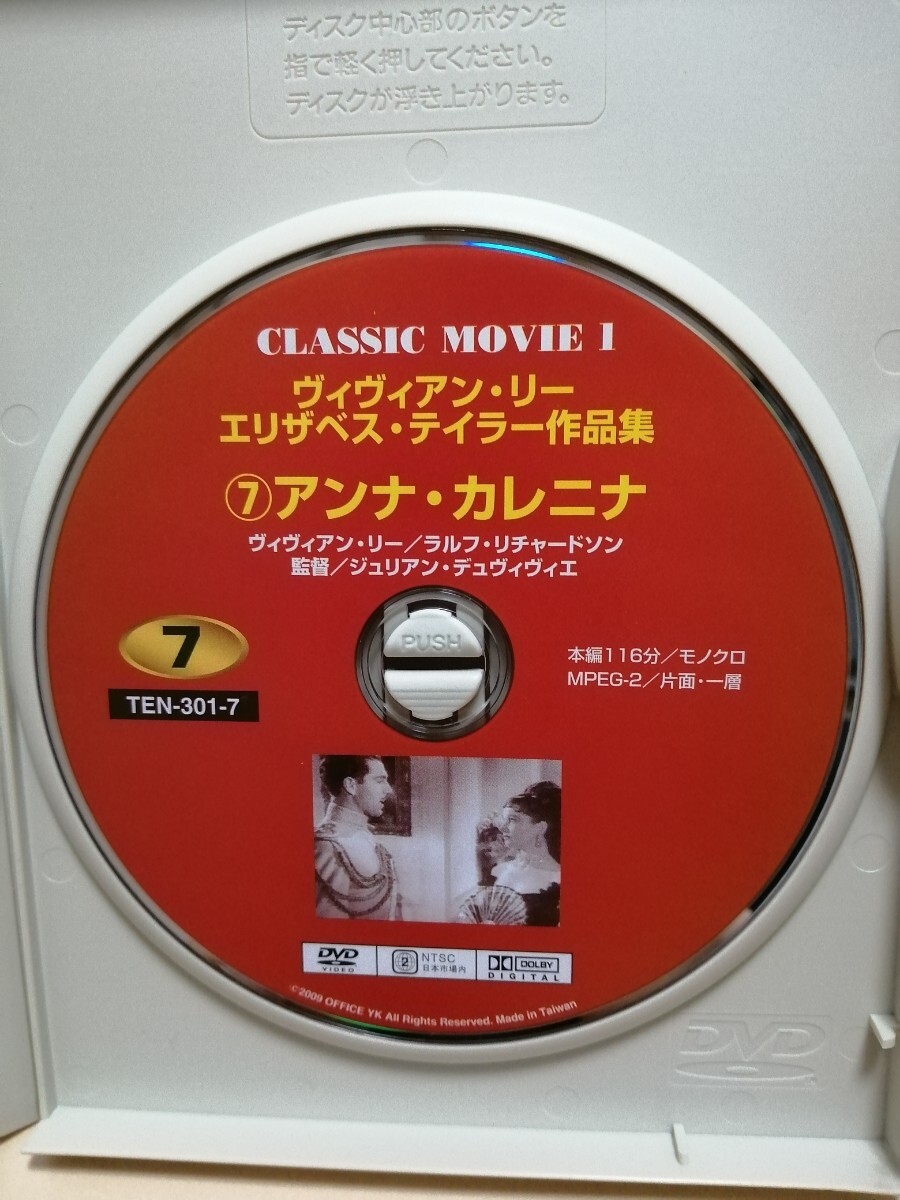 ディスク中心部のボタンを
指で軽く押してください。
ディスクが浮き上がります。
CLASSIC MOVIE 1
ヴィヴィアン・リー
エリザベス・テイラー作品集
⑦アンナ・カレニナ
ヴィヴィアン・リー／ラルフ・リチャードソン
監督／ジュリアン・デュヴィヴィエ
PUSH
7
TEN-301-7
本編116分／モノクロ
MPEG-2／片面・一層
DVD
VIDEO
2
NTSC
日本市場内
DOLBY
DIGITAL
©2009 OFFICE YK All Rights Reserved. Made in Taiwan
DVD